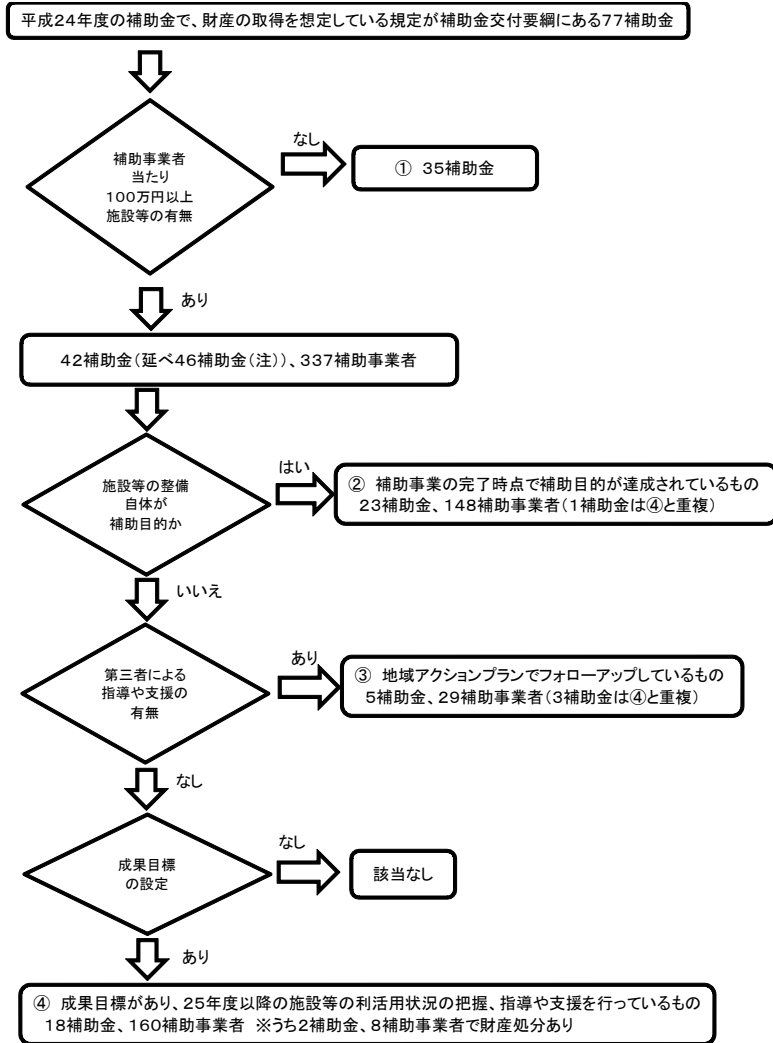 平成24年度の補助金で、財産の取得を想定している規定が補助金交付要綱にある77補助金
補助事業者
当たり
100万円以上
施設等の有無
なし
① 35補助金
あり
42補助金(延べ46補助金(注))、337補助事業者
施設等の整備
自体が
補助目的か
はい
② 補助事業の完了時点で補助目的が達成されているもの
23補助金、148補助事業者(1補助金は④と重複)
いいえ
第三者による
指導や支援の
有無
あり
③ 地域アクションプランでフォローアップしているもの
5補助金、29補助事業者(3補助金は④と重複)
なし
成果目標
の設定
なし
該当なし
あり
④ 成果目標があり、25年度以降の施設等の利活用状況の把握、指導や支援を行っているもの
18補助金、160補助事業者 ※うち2補助金、8補助事業者で財産処分あり